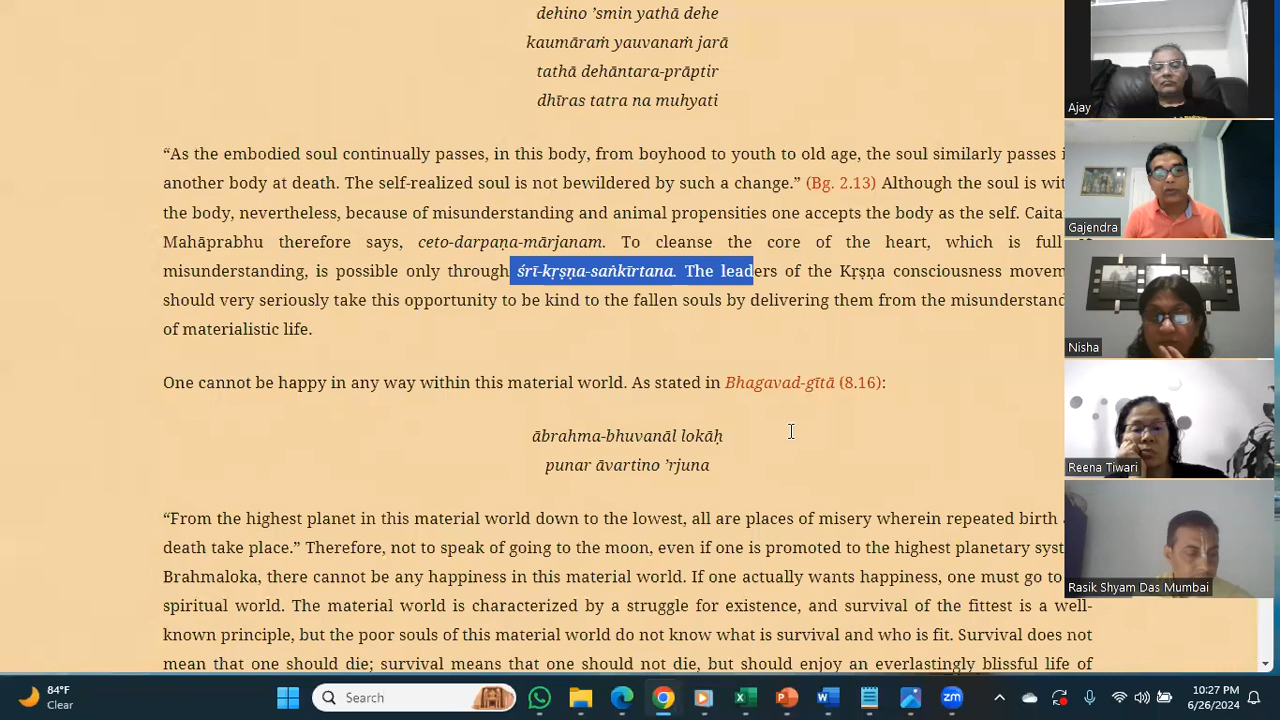 dehino ’smin yathā dehe
kaumāraṁ yauvanaṁ jarā
tathā dehāntara-prāptir
dhīras tatra na muhyati
“As the embodied soul continually passes, in this body, from boyhood to youth to old age, the soul similarly passes
another body at death. The self-realized soul is not bewildered by such a change.” (Bg. 2.13) Although the soul is
the body, nevertheless, because of misunderstanding and animal propensities one accepts the body as the self.
Mahāprabhu therefore says, ceto-darpaṇa-mārjanam. To cleanse the core of the heart, which is full
misunderstanding, is possible only through śrī-kṛṣṇa-saṅkīrtana. The leaders of the Kṛṣṇa consciousness
should very seriously take this opportunity to be kind to the fallen souls by delivering them from the
of materialistic life.
One cannot be happy in any way within this material world. As stated in Bhagavad-gītā (8.16):
ābrahma-bhuvanāl lokāḥ
punar āvartino ’rjuna
“From the highest planet in this material world down to the lowest, all are places of misery wherein repeated birth
death take place.” Therefore, not to speak of going to the moon, even if one is promoted to the highest planetary
Brahmaloka, there cannot be any happiness in this material world. If one actually wants happiness, one must go to
spiritual world. The material world is characterized by a struggle for existence, and survival of the fittest is a well-
known principle, but the poor souls of this material world do not know what is survival and who is fit. Survival does not
mean that one should die; survival means that one should not die, but should enjoy an everlastingly blissful life of
Ajay
Gajendra
Nisha
Reena Tiwari
Rasik Shyam Das Mumbai
84°F
Clear
Search
10:27 PM
6/26/2024